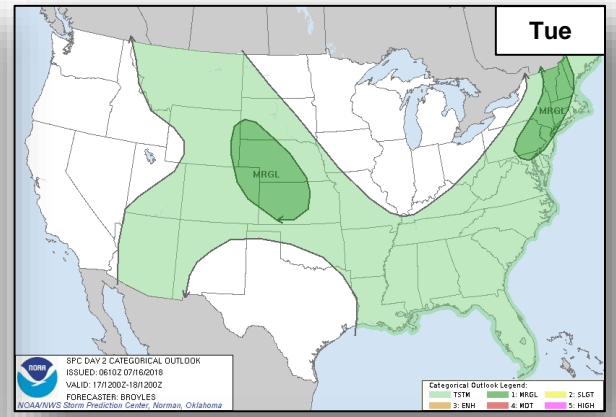 Tue
MRGL
MRGL
NOAA
SPC DAY 2 CATEGORICAL OUTLOOK
ISSUED: 0610Z 07/16/2018
VALID: 17/1200Z-18/1200Z
FORECASTER: BROYLES
NOAA/NWS Storm Prediction Center, Norman, Oklahoma
Categorical Outlook Legend:
TSTM 1: MRGL 2: SLGT
3: ENH 4: MDT 5: HIGH